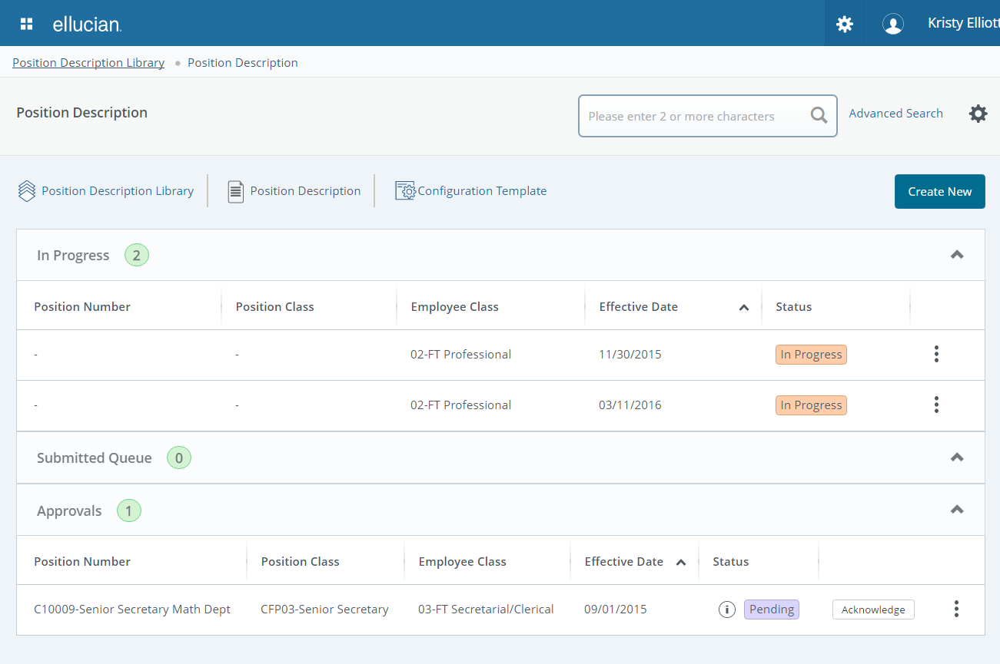 ellucian.
Kristy Elliott
Position Description Library • Position Description
Position Description
Please enter 2 or more characters
Advanced Search
Position Description Library
Position Description
Configuration Template
Create New
In Progress 2
Position Number Position Class Employee Class Effective Date Status
- - 02-FT Professional 11/30/2015 In Progress
- - 02-FT Professional 03/11/2016 In Progress
Submitted Queue 0
Approvals 1
Position Number Position Class Employee Class Effective Date Status
C10009-Senior Secretary Math Dept CFP03-Senior Secretary 03-FT Secretarial/Clerical 09/01/2015 i Pending Acknowledge